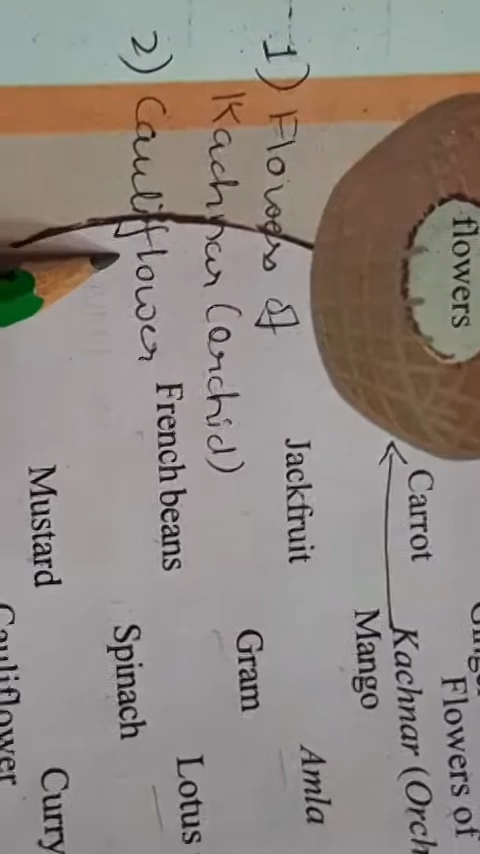 flowers
Flowers of
Carrot
Kachnar (Orch
Mango
Jackfruit
Amla
1) Flowers of
Kachnar (orchid)
2) Cauliflower
Gram
French beans
Lotus
Spinach
Mustard
Curry
Cauliflower